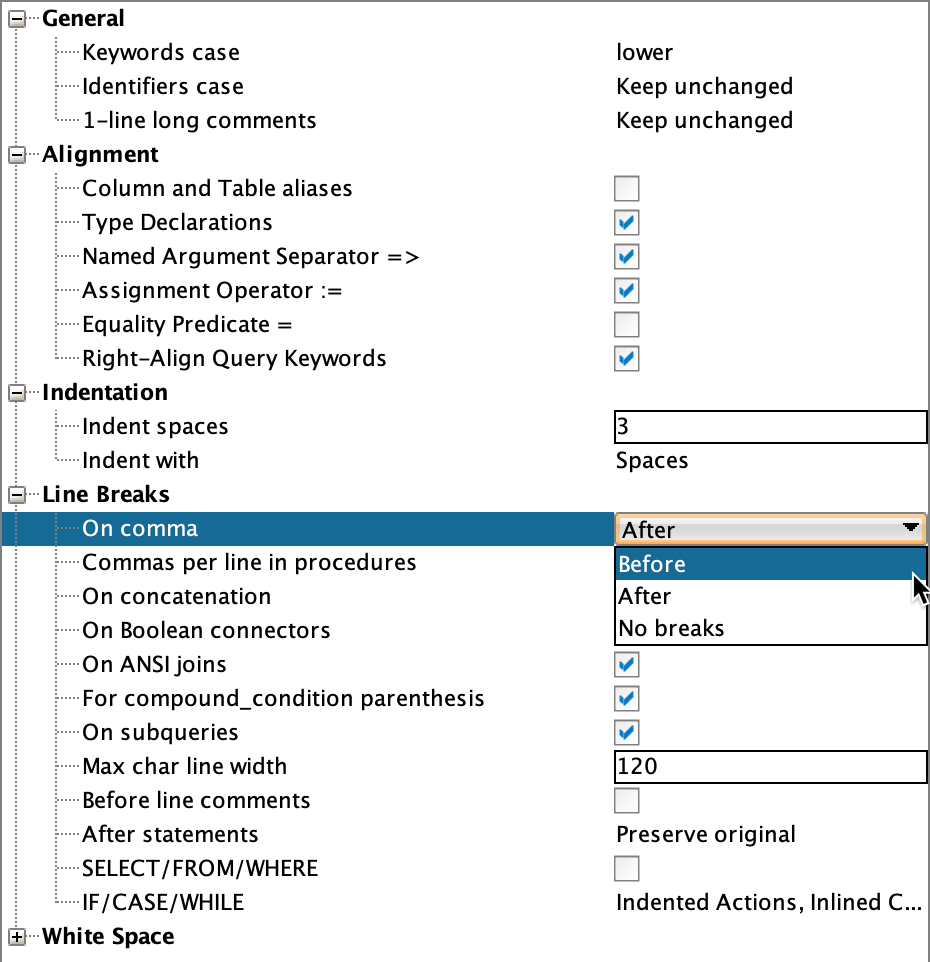 General
Keywords case lower
Identifiers case Keep unchanged
1-line long comments Keep unchanged
Alignment
Column and Table aliases
Type Declarations
Named Argument Separator =>
Assignment Operator :=
Equality Predicate =
Right-Align Query Keywords
Indentation
Indent spaces 3
Indent with Spaces
Line Breaks
On comma After
Commas per line in procedures Before
On concatenation After
On Boolean connectors No breaks
On ANSI joins
For compound_condition parenthesis
On subqueries
Max char line width 120
Before line comments
After statements Preserve original
SELECT/FROM/WHERE
IF/CASE/WHILE Indented Actions, Inlined C...
White Space